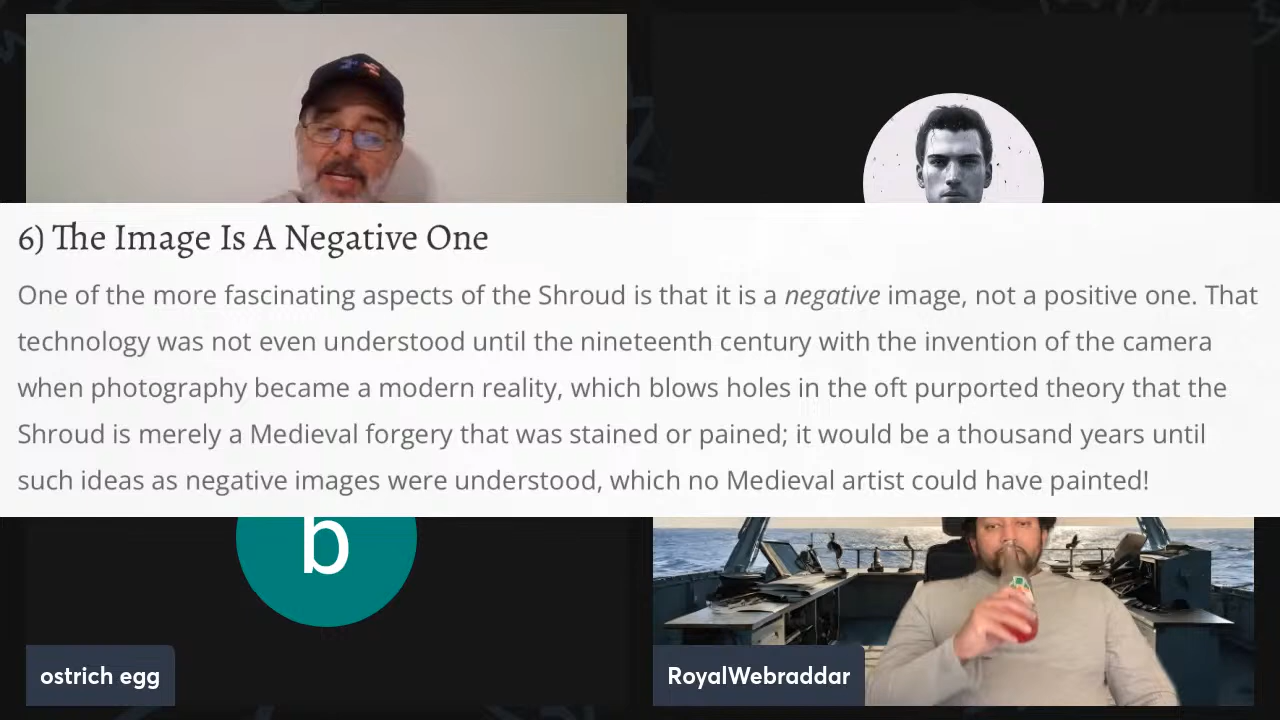 6) The Image Is A Negative One
One of the more fascinating aspects of the Shroud is that it is a negative image, not a positive one. That
technology was not even understood until the nineteenth century with the invention of the camera
when photography became a modern reality, which blows holes in the oft purported theory that the
Shroud is merely a Medieval forgery that was stained or pained; it would be a thousand years until
such ideas as negative images were understood, which no Medieval artist could have painted!
b
ostrich egg
RoyalWebraddar